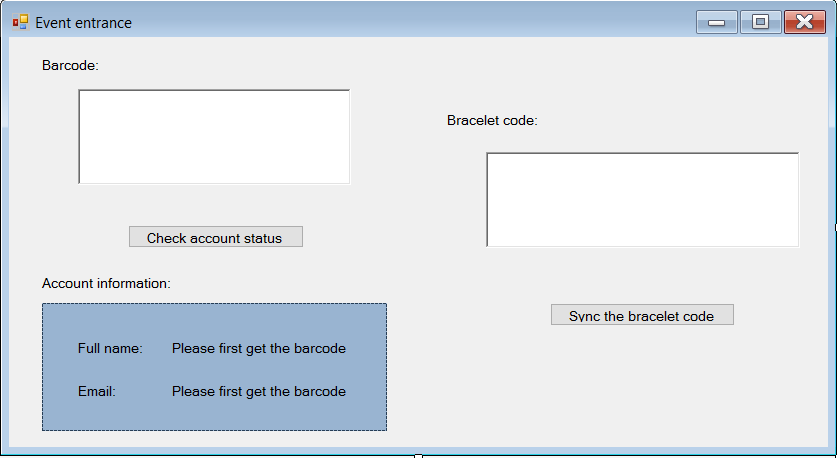 Event entrance
Barcode:
Bracelet code:
Check account status
Account information:
Sync the bracelet code
Full name: Please first get the barcode
Email: Please first get the barcode